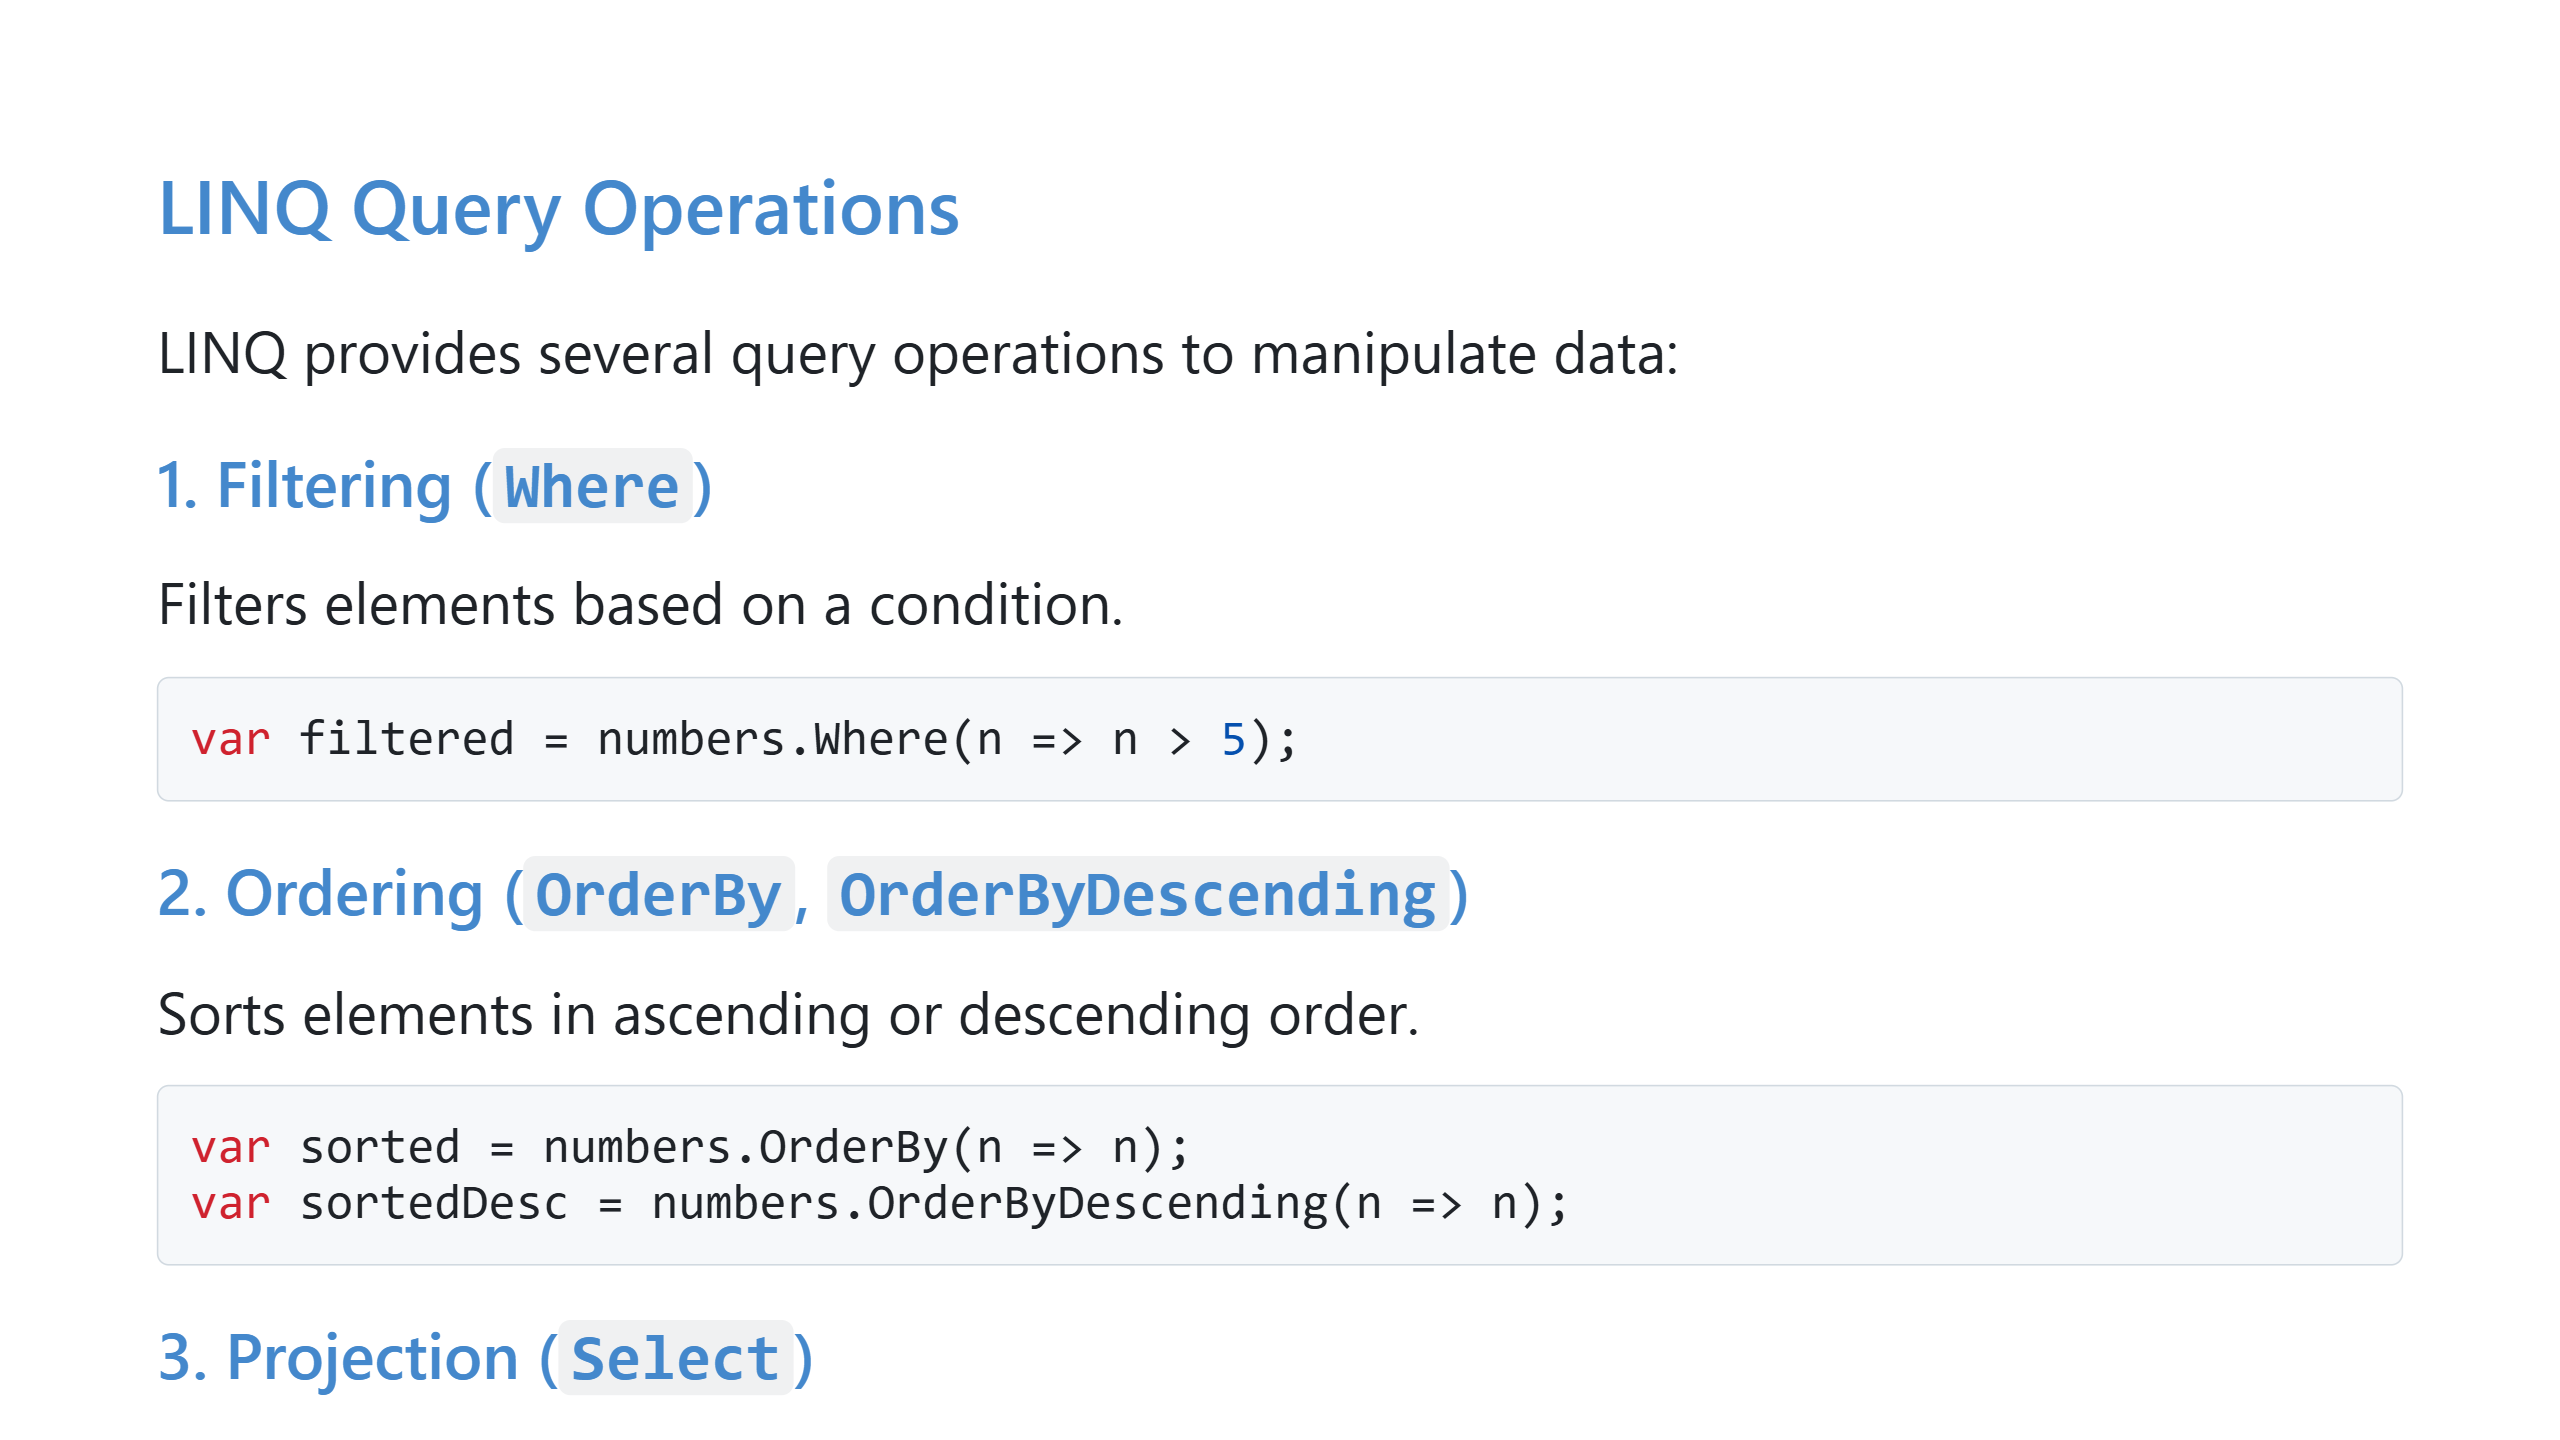 LINQ Query Operations
LINQ provides several query operations to manipulate data:
1. Filtering (Where)
Filters elements based on a condition.
var filtered = numbers.Where(n => n > 5);
2. Ordering (OrderBy, OrderByDescending)
Sorts elements in ascending or descending order.
var sorted = numbers.OrderBy(n => n);
var sortedDesc = numbers.OrderByDescending(n => n);
3. Projection (Select)